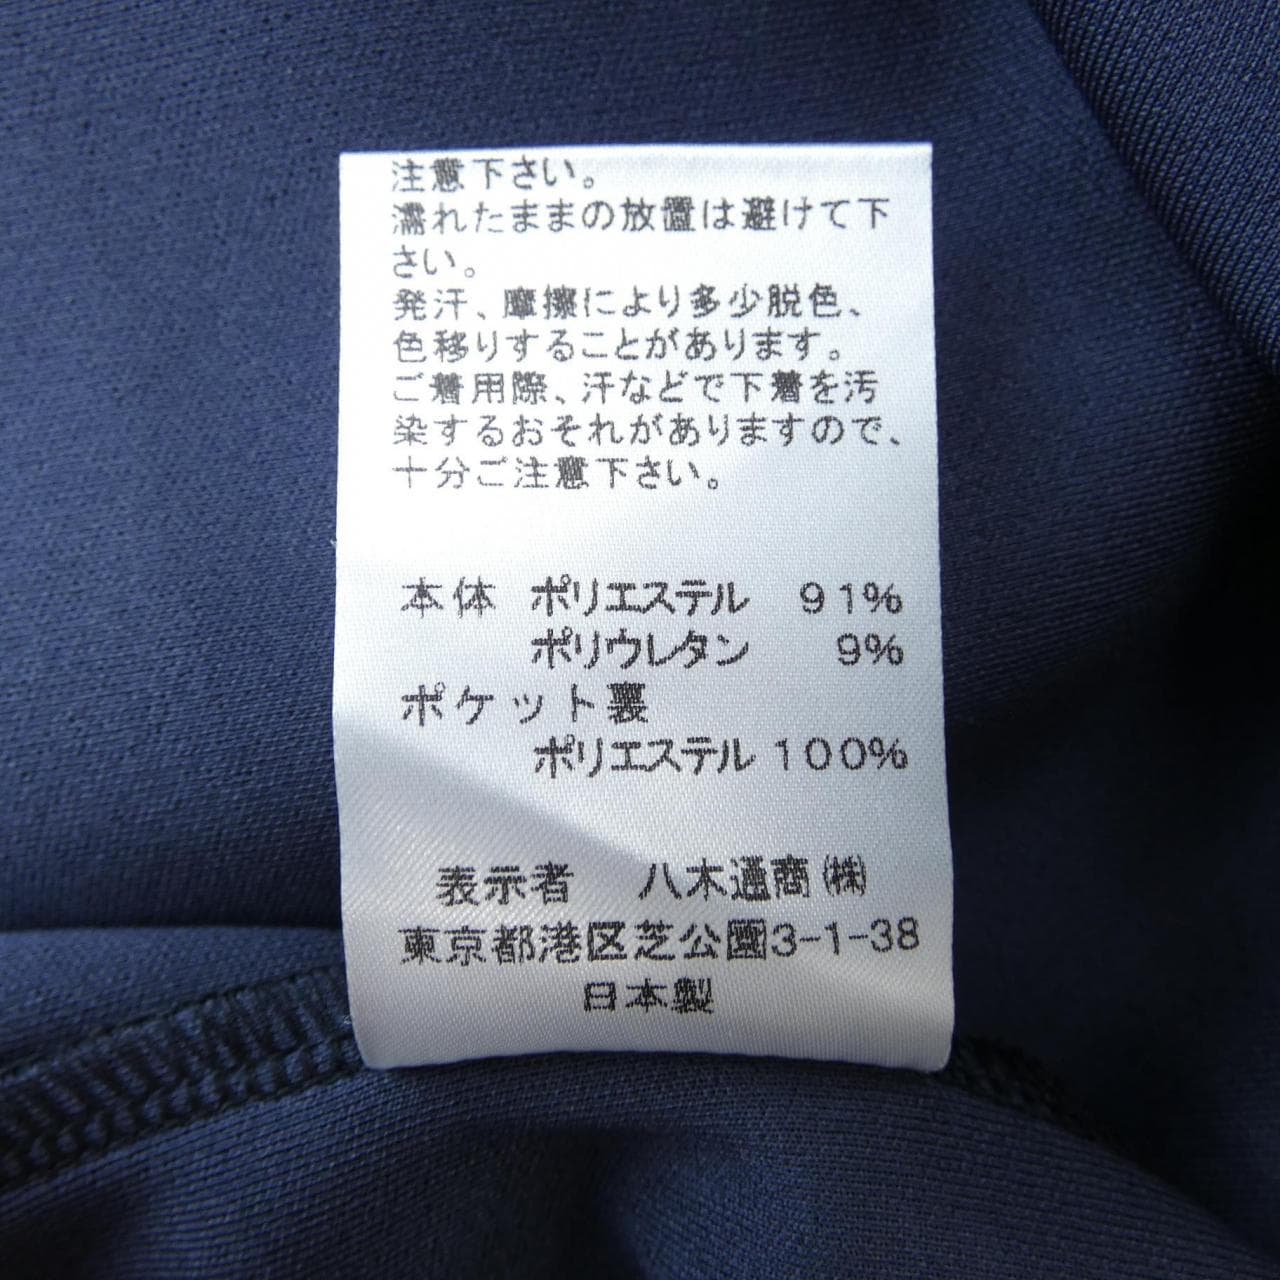 注意下さい。
濡れたままの放置は避けて下
さい。
発汗、摩擦により多少脱色、
色移りすることがあります。
ご着用際、汗などで下着を汚
染するおそれがありますので、
十分ご注意下さい。
本体 ポリエステル 91%
ポリウレタン 9%
ポケット裏
ポリエステル 100%
表示者 八木通商㈱
東京都港区芝公園3-1-38
日本製